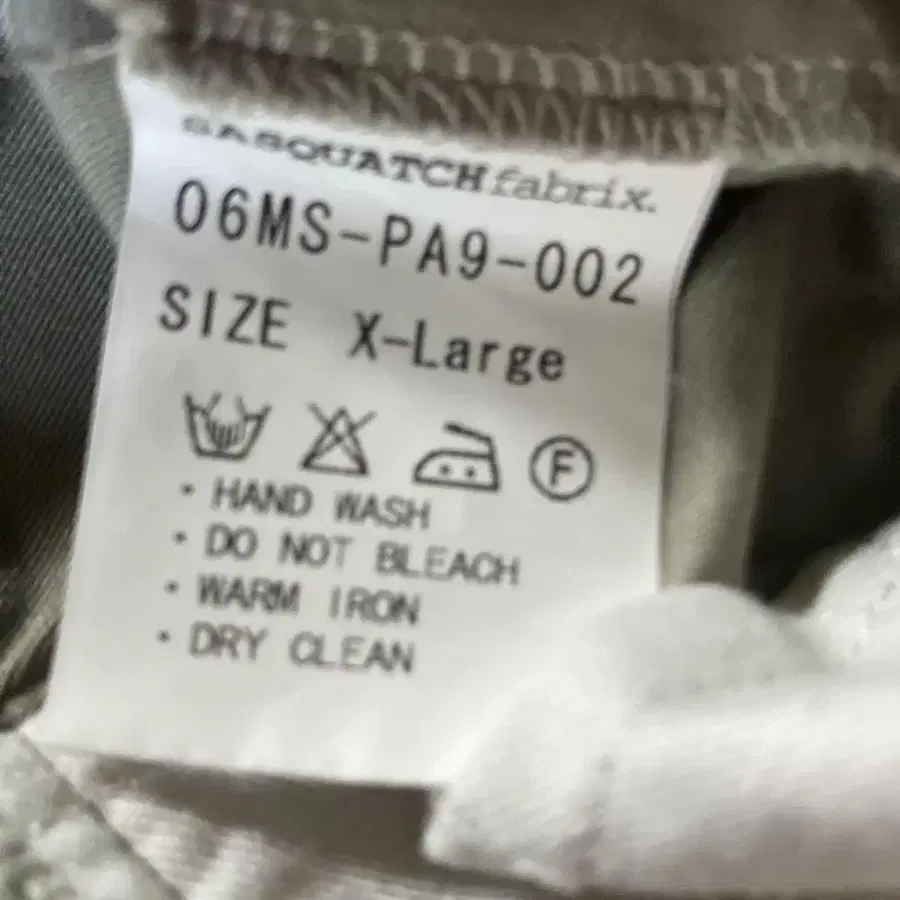 SASQUATCHfabrix.
06MS-PA9-002
SIZE X-Large
F
・HAND WASH
・DO NOT BLEACH
・WARM IRON
・DRY CLEAN